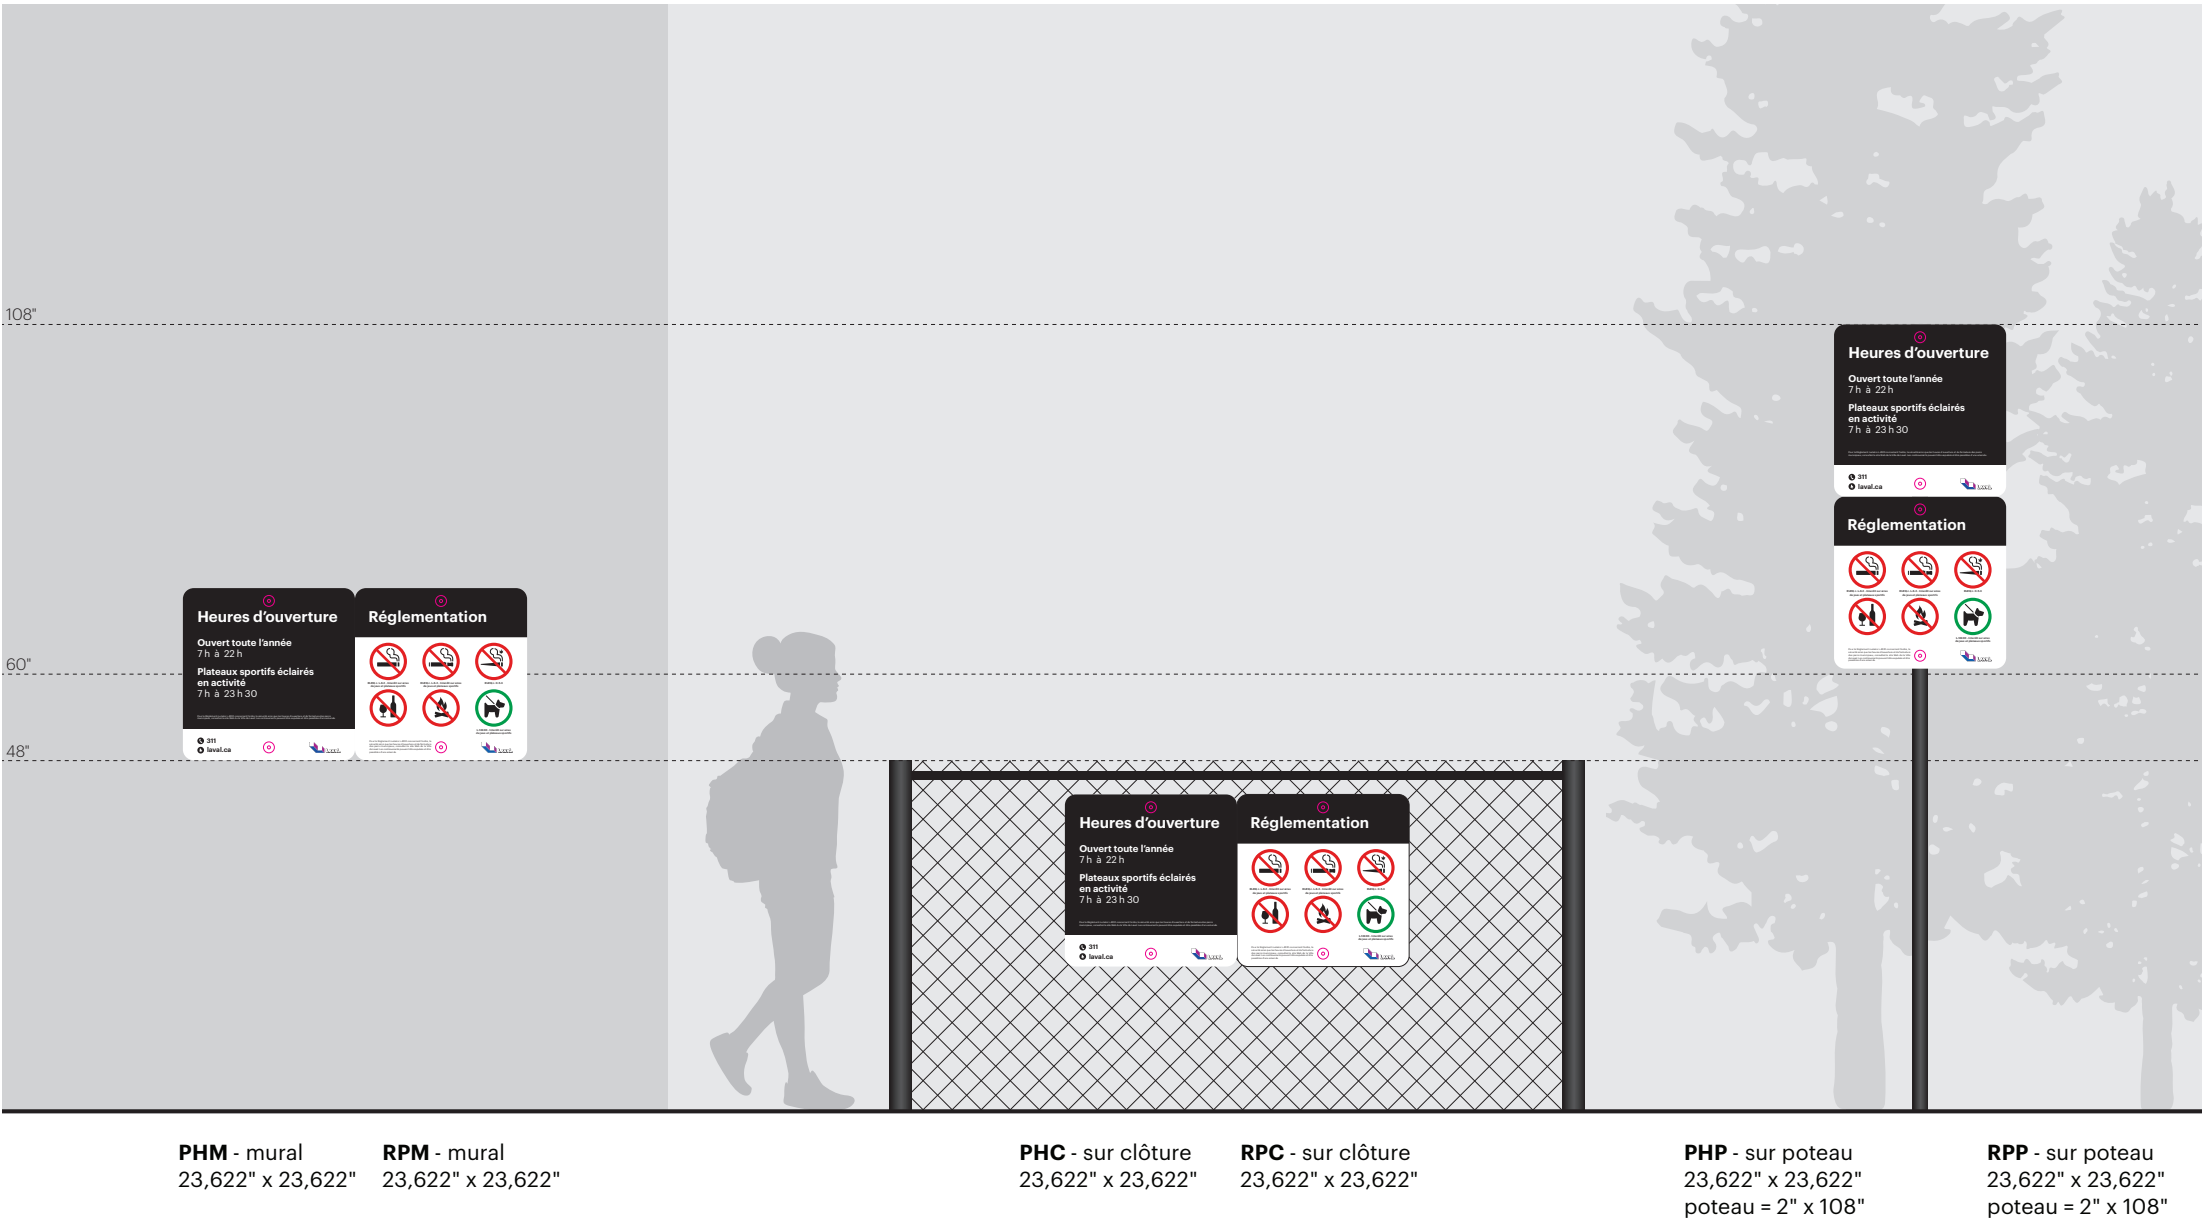 108"
60"
48"
Heures d'ouverture
Ouvert toute l'année
7 h à 22 h
Plateaux sportifs éclairés
en activité
7 h à 23 h 30
311
laval.ca
Réglementation
Heures d'ouverture
Ouvert toute l'année
7 h à 22 h
Plateaux sportifs éclairés
en activité
7 h à 23 h 30
311
laval.ca
Réglementation
Heures d'ouverture
Ouvert toute l'année
7 h à 22 h
Plateaux sportifs éclairés
en activité
7 h à 23 h 30
311
laval.ca
Réglementation
PHM - mural
23,622" x 23,622"
RPM - mural
23,622" x 23,622"
PHC - sur clôture
23,622" x 23,622"
RPC - sur clôture
23,622" x 23,622"
PHP - sur poteau
23,622" x 23,622"
poteau = 2" x 108"
RPP - sur poteau
23,622" x 23,622"
poteau = 2" x 108"